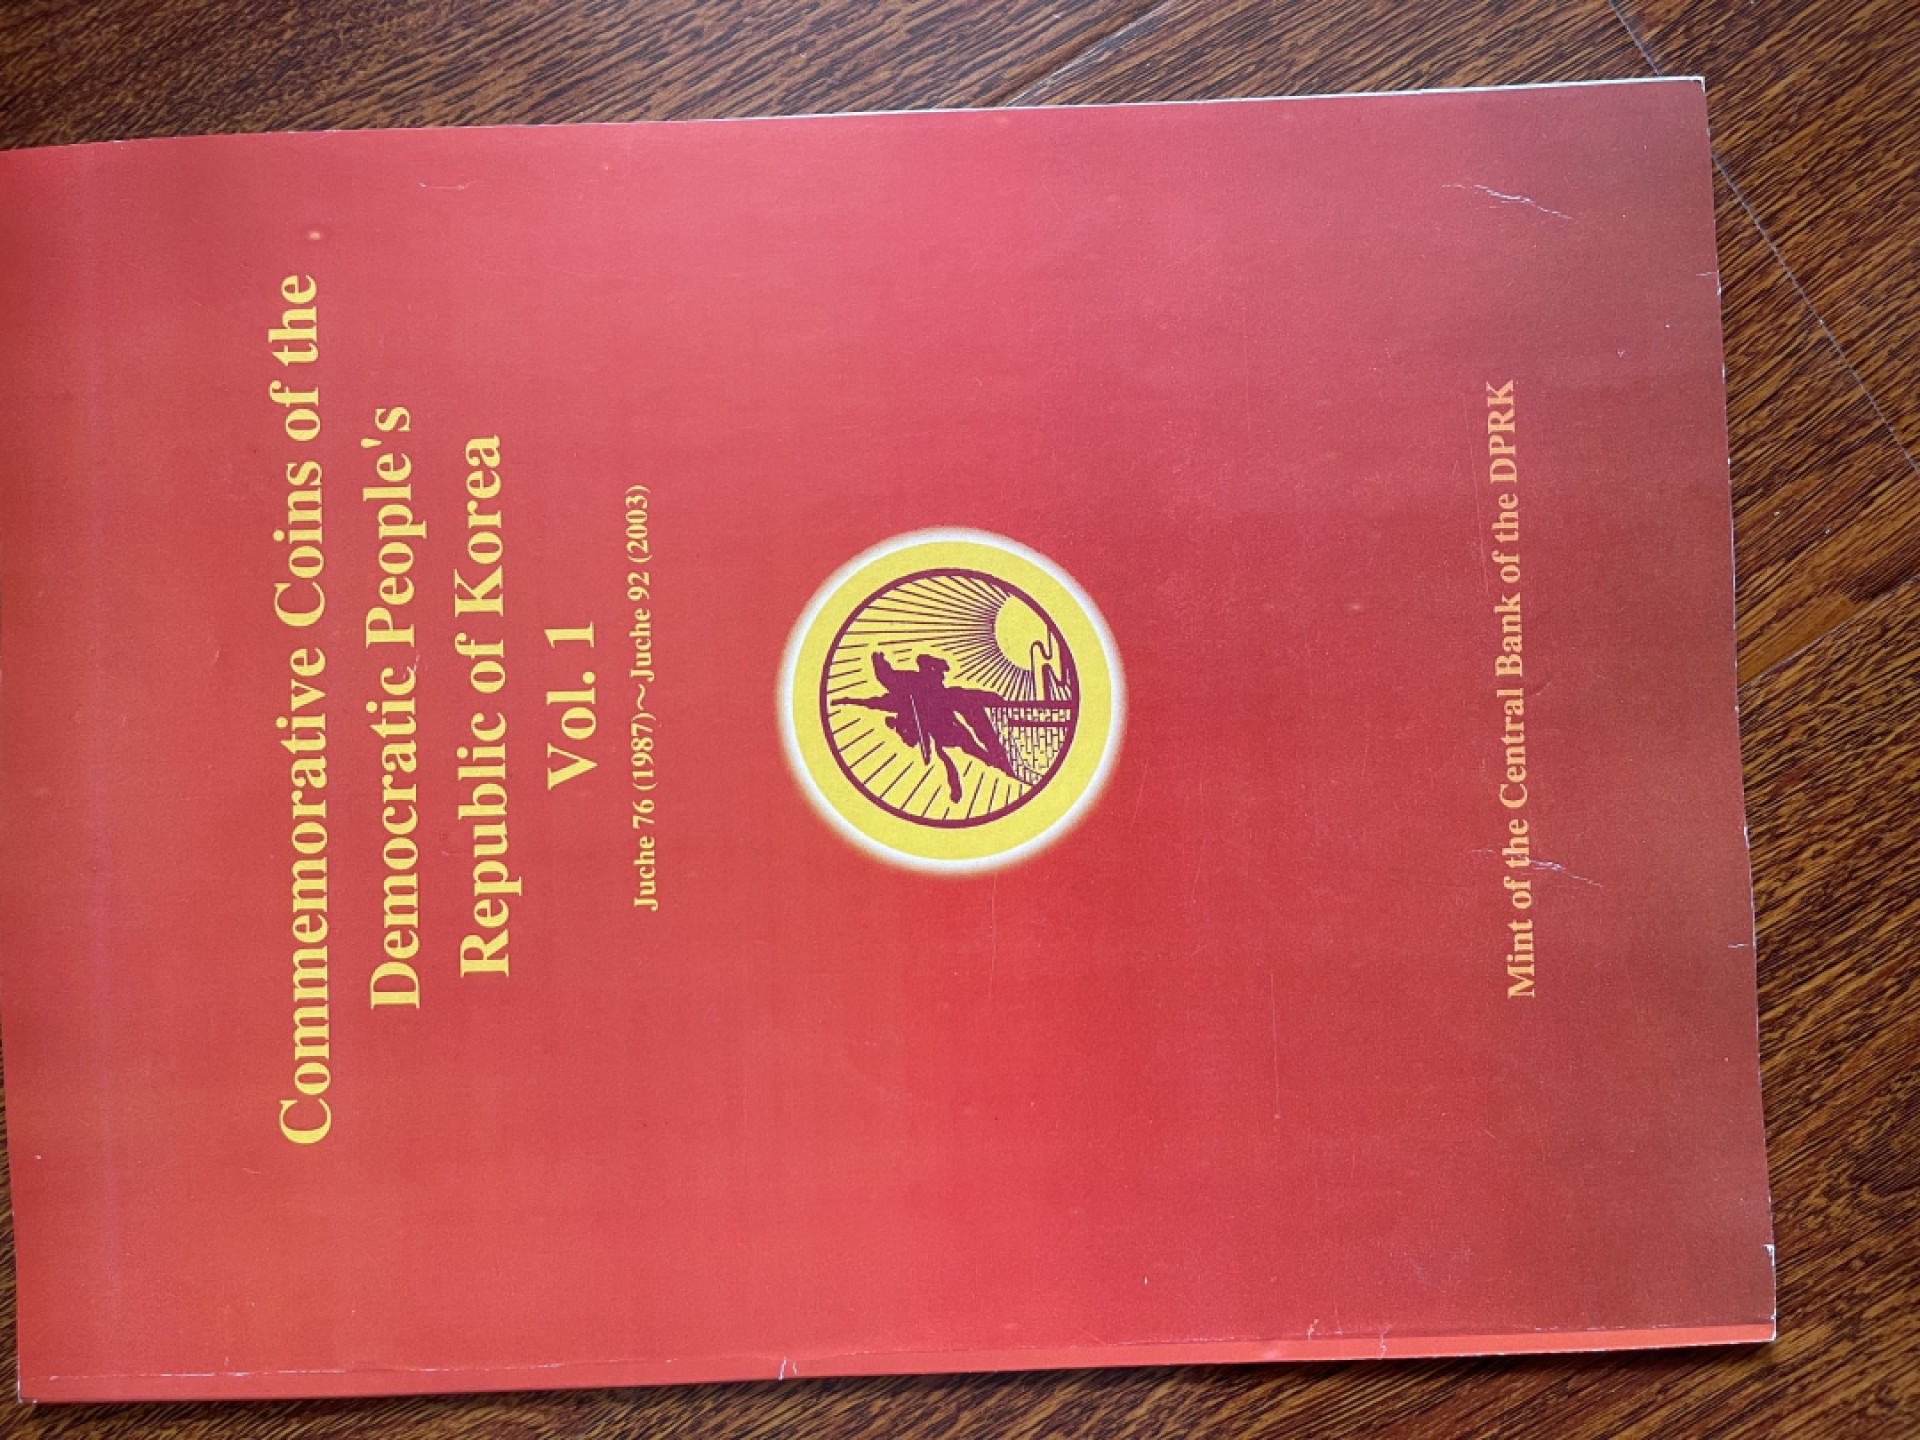 Commemorative Coins of the
Democratic People's
Republic of Korea
Vol. 1
Juche 76 (1987)～Juche 92 (2003)
Mint of the Central Bank of the DPRK